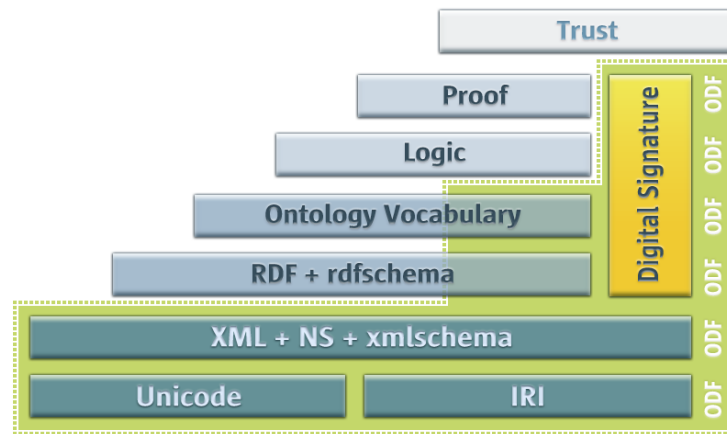 Trust
Proof
Logic
Ontology Vocabulary
RDF + rdfschema
XML + NS + xmlschema
Unicode
IRI
Digital Signature
ODF
ODF
ODF
ODF
ODF
ODF